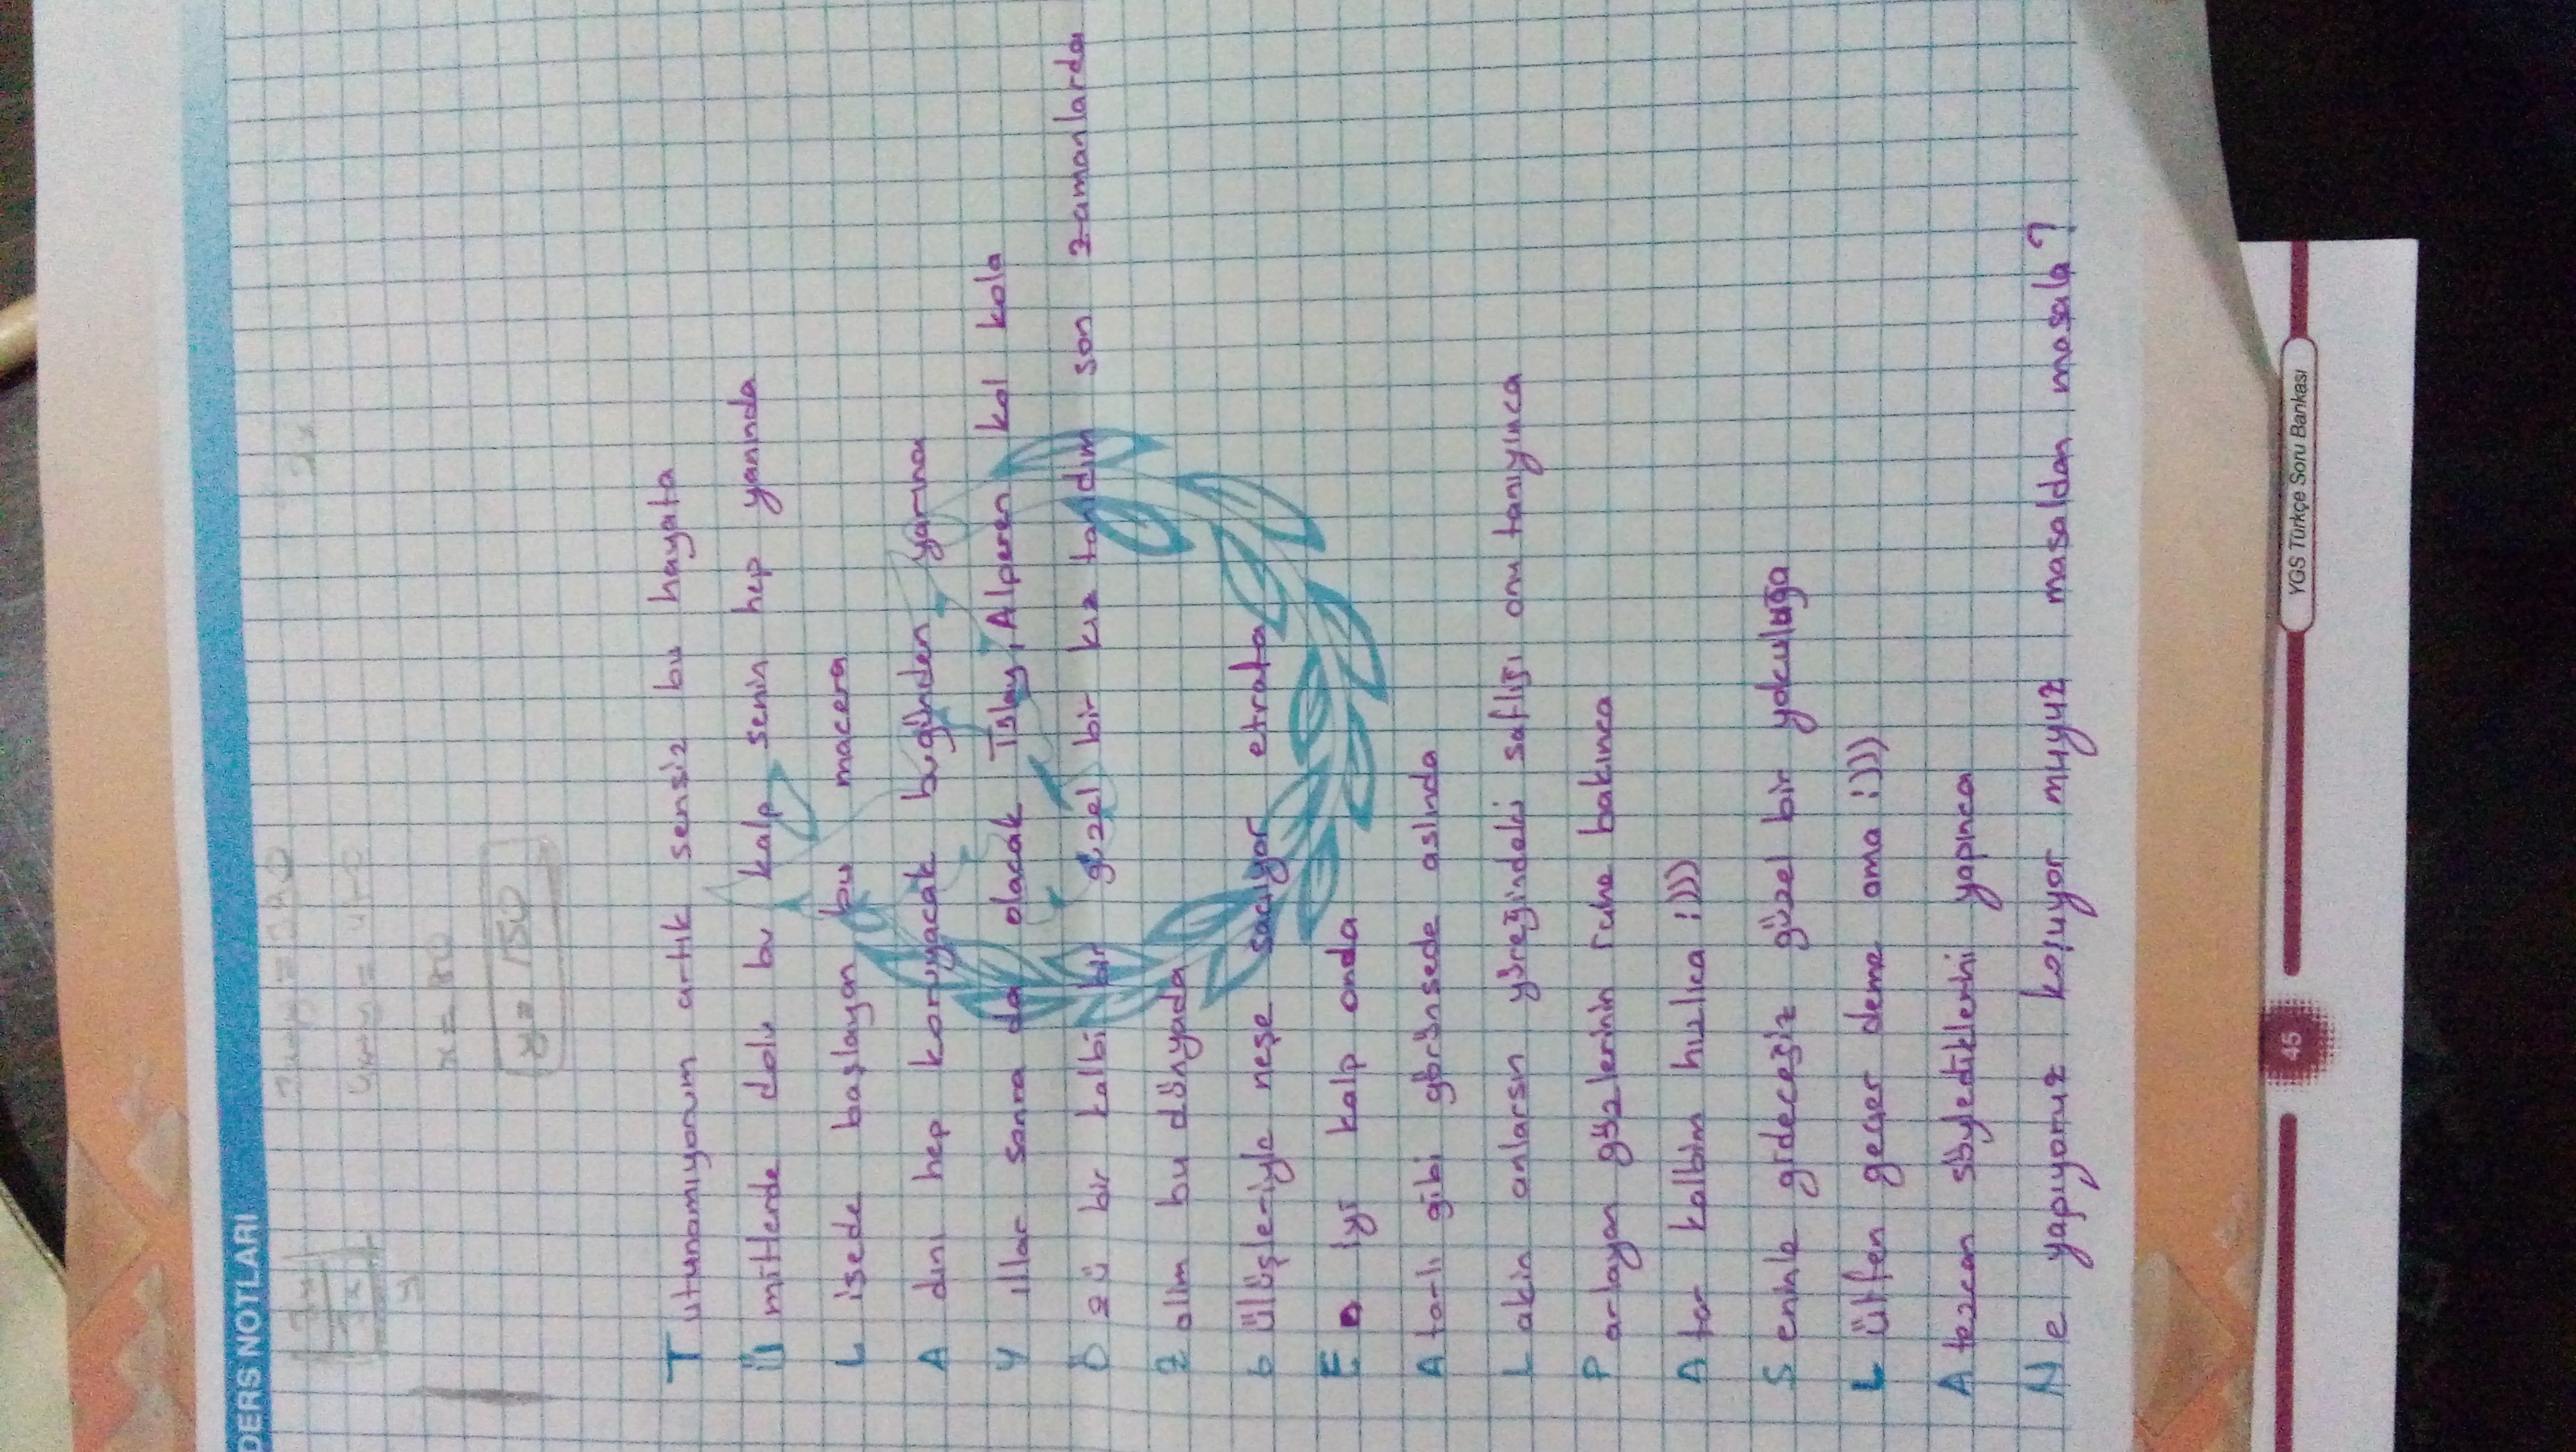 DERS NOTLARI
x = 80
y = 150
Tutunamıyorum artık sensiz bu hayata
Ümitlerde dolu bu kalp senin hep yanında
Lisede başlayan bu macera
Adını hep koruyacak bugünden yarına
Yıllar sonra da olacak Tülay, Alperen kol kola
Özü bir kalbi bir güzel bir kız tanıdım son zamanlarda
Zalim bu dünyada
Gülüşleriyle neşe saçıyor etrafa
En iyi kalp onda
Atarlı gibi görünsede aslında
Lakin anlarsın yüreğindeki saflığı onu tanıyınca
Parlayan gözlerinin ruha bakınca
Atar kalbim hızlıca :))))
Seninle gideceğiz güzel bir yolculuğa
Lütfen geçer deme ama :))))
A tezcan söylediklerini yapınca
Ne yapıyoruz koşuyor muyuz masaldan masala?
45
YGS Türkçe Soru Bankası